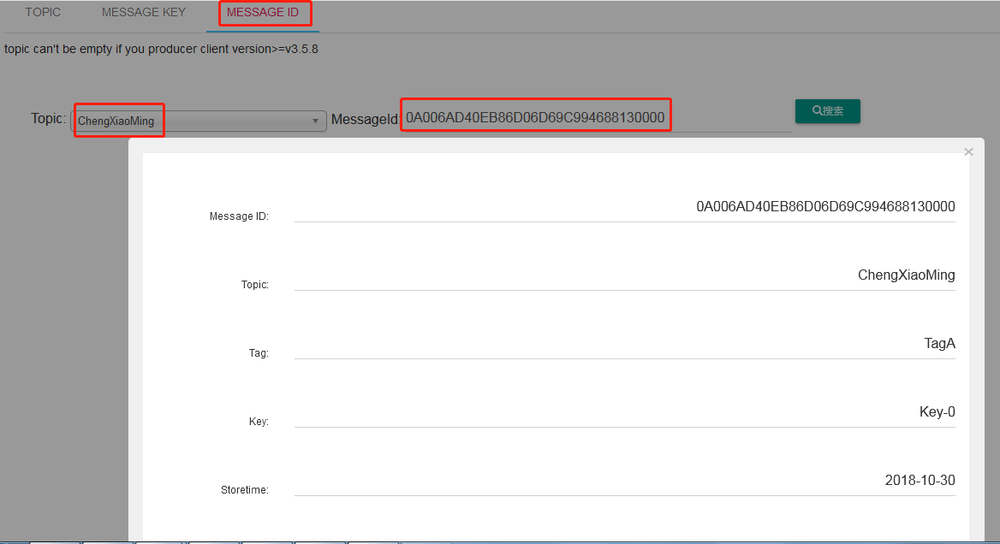 TOPIC MESSAGE KEY MESSAGE ID
topic can't be empty if you producer client version>=v3.5.8
Topic: ChengXiaoMing MessageId: 0A006AD40EB86D06D69C994688130000 搜索
×
Message ID: 0A006AD40EB86D06D69C994688130000
Topic: ChengXiaoMing
Tag: TagA
Key: Key-0
Storetime: 2018-10-30